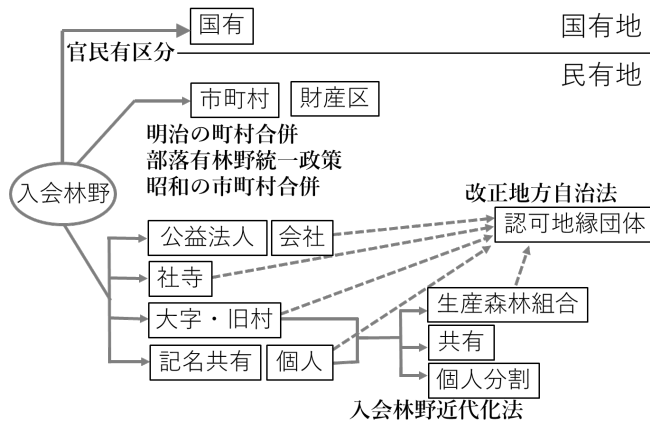 国有
国有地
官民有区分
民有地
市町村
財産区
明治の町村合併
部落有林野統一政策
昭和の市町村合併
入会林野
改正地方自治法
認可地縁団体
公益法人
会社
社寺
大字・旧村
記名共有
個人
生産森林組合
共有
個人分割
入会林野近代化法